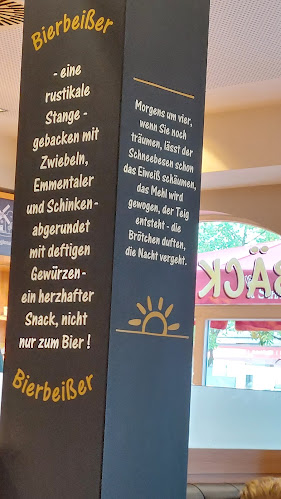 Bierbeißer
- eine
rustikale
Stange -
gebacken mit
Zwiebeln,
Emmentaler
und Schinken-
abgerundet
mit deftigen
Gewürzen-
ein herzhafter
Snack, nicht
nur zum Bier !
Bierbeißer
Morgens um vier,
wenn Sie noch
träumen, lässt der
Schneebesen schon
das Eiweiß schäumen,
das Mehl wird
gewogen, der Teig
entsteht - die
Brötchen duften,
die Nacht vergeht.
BÄCK